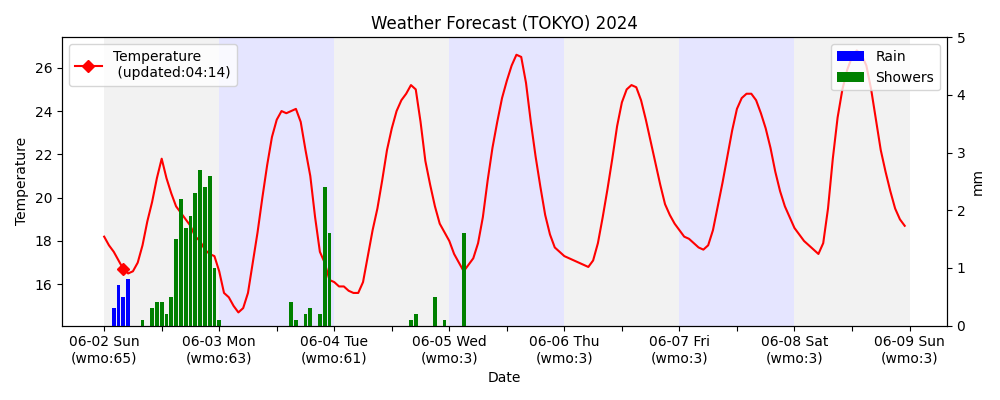 Weather Forecast (TOKYO) 2024
Temperature
(updated:04:14)
Rain
Showers
26
24
22
20
18
16
Temperature
5
4
3
2
1
0
mm
06-02 Sun
(wmo:65)
06-03 Mon
(wmo:63)
06-04 Tue
(wmo:61)
06-05 Wed
(wmo:3)
06-06 Thu
(wmo:3)
06-07 Fri
(wmo:3)
06-08 Sat
(wmo:3)
06-09 Sun
(wmo:3)
Date